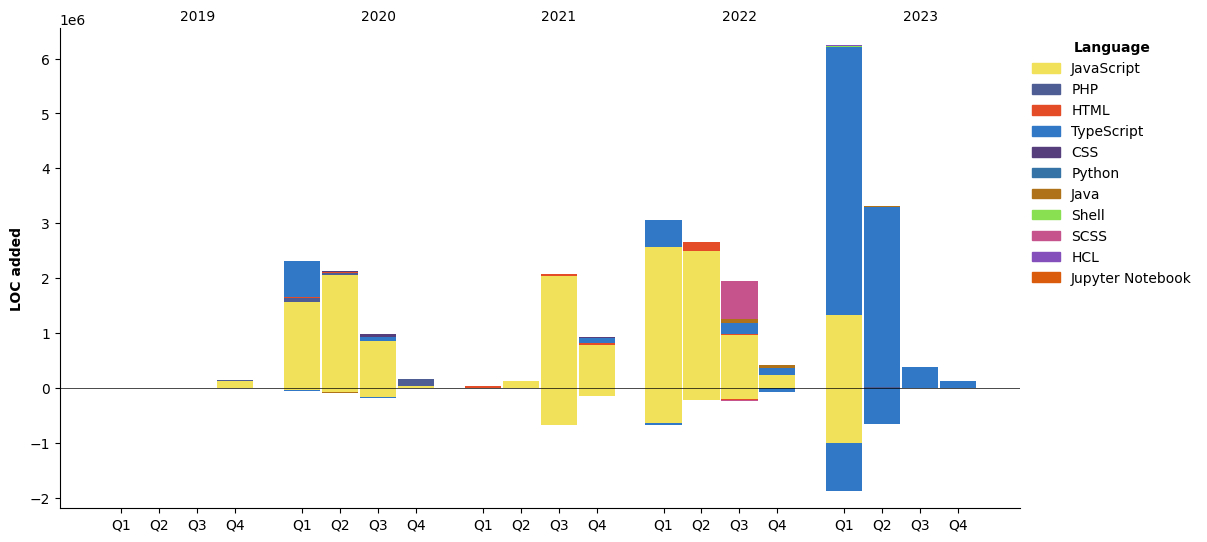 1e6
2019 2020 2021 2022 2023
Language
JavaScript
PHP
HTML
TypeScript
CSS
Python
Java
Shell
SCSS
HCL
Jupyter Notebook
LOC added
6
5
4
3
2
1
0
−1
−2
Q1 Q2 Q3 Q4 Q1 Q2 Q3 Q4 Q1 Q2 Q3 Q4 Q1 Q2 Q3 Q4 Q1 Q2 Q3 Q4